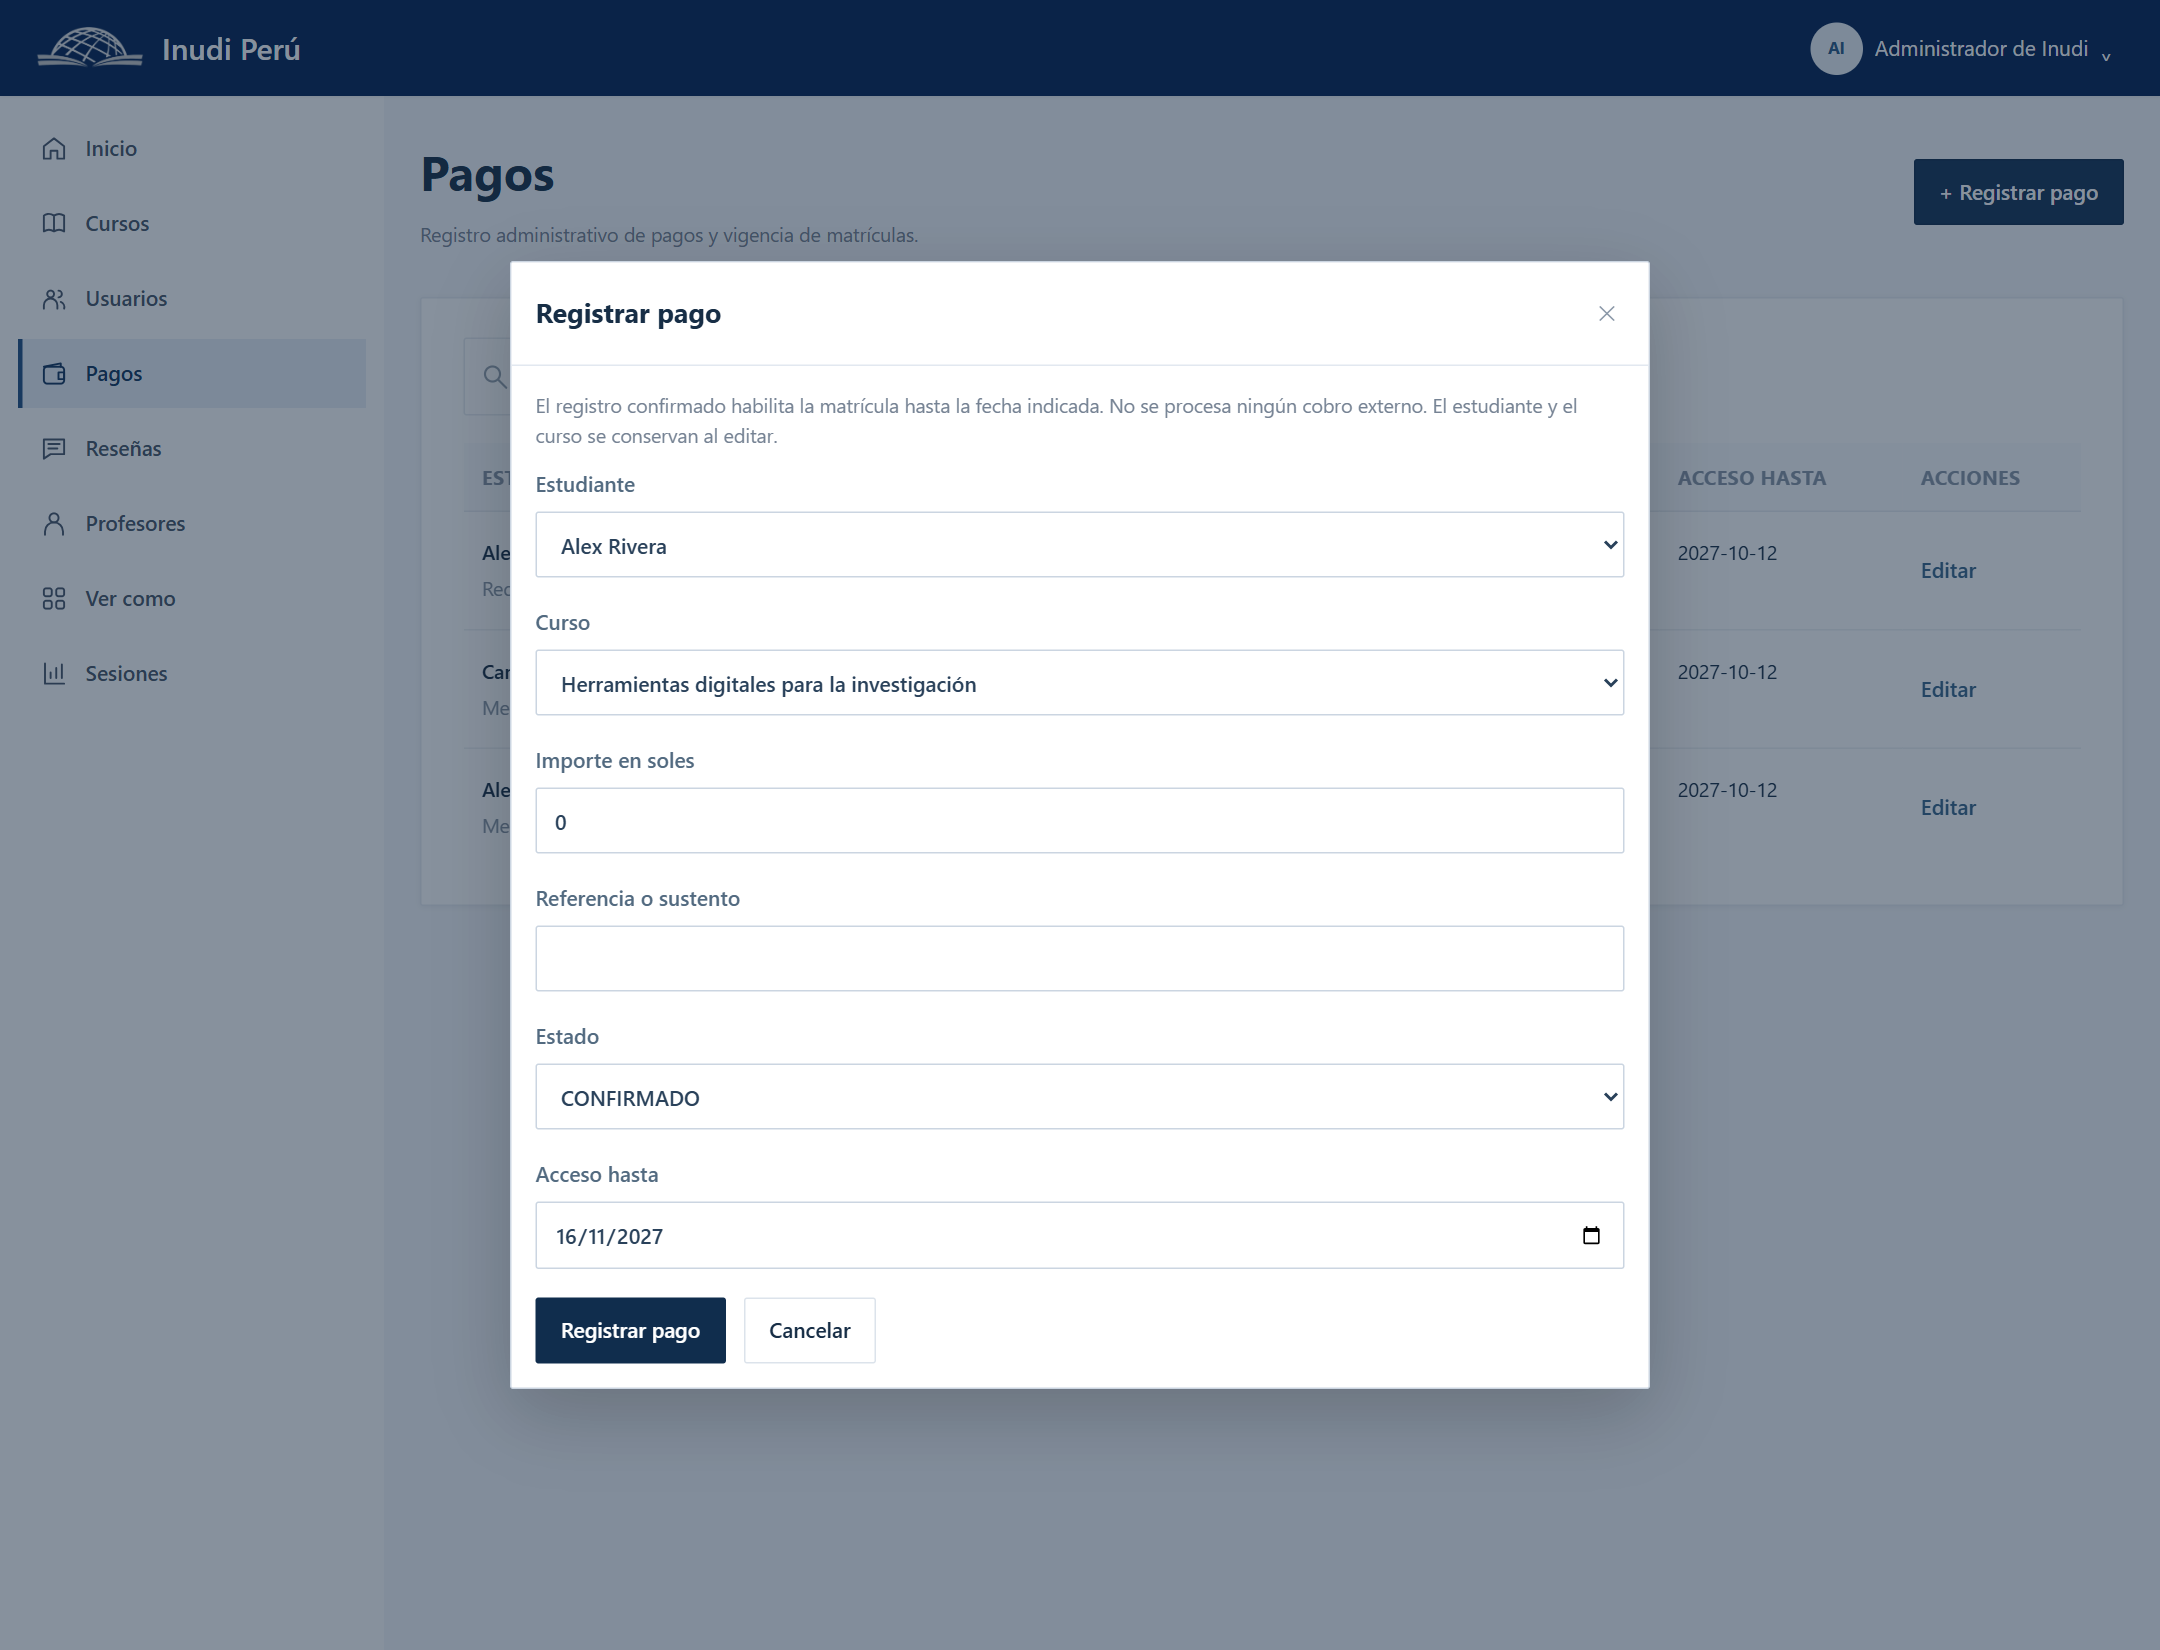 Inudi Perú
AI
Administrador de Inudi
Inicio
Cursos
Usuarios
Pagos
Reseñas
Profesores
Ver como
Sesiones
Pagos
Registro administrativo de pagos y vigencia de matrículas.
+ Registrar pago
Registrar pago
El registro confirmado habilita la matrícula hasta la fecha indicada. No se procesa ningún cobro externo. El estudiante y el
curso se conservan al editar.
Estudiante
Alex Rivera
Curso
Herramientas digitales para la investigación
Importe en soles
0
Referencia o sustento
Estado
CONFIRMADO
Acceso hasta
16/11/2027
Registrar pago
Cancelar
ACCESO HASTA
ACCIONES
2027-10-12
Editar
2027-10-12
Editar
2027-10-12
Editar